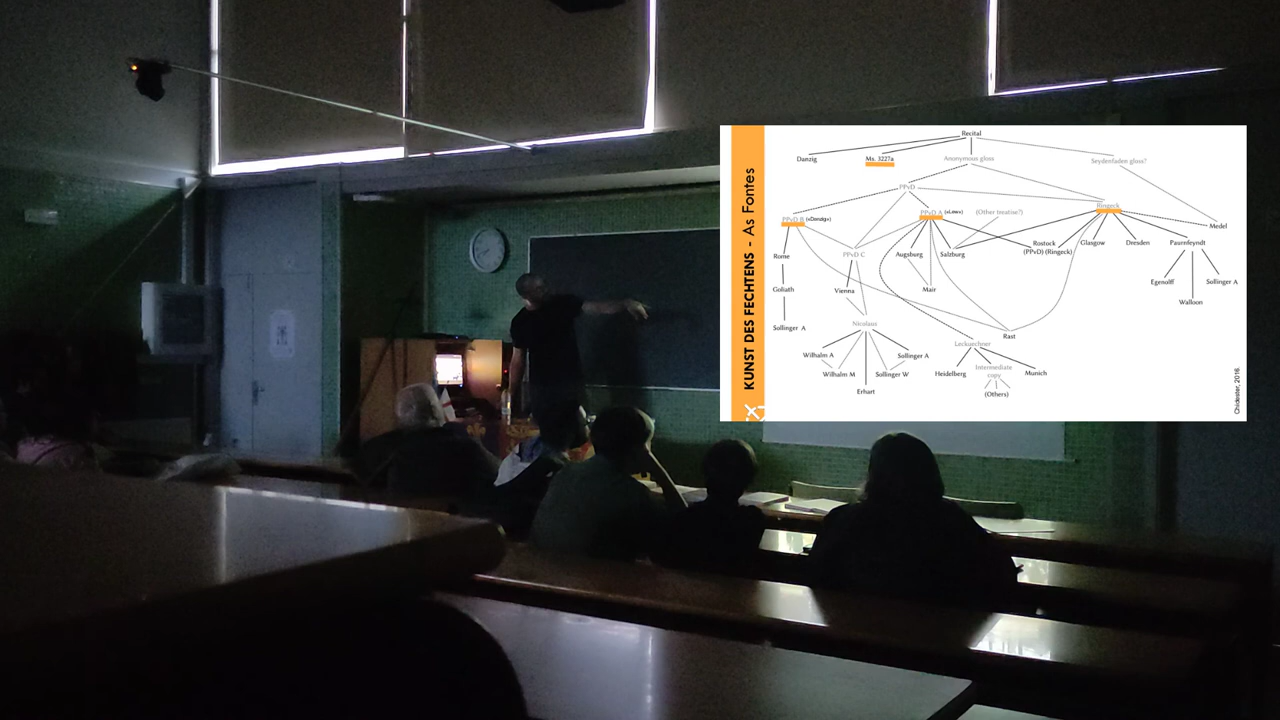 KUNST DES FECHTENS - As Fontes
Recital
Danzig
Ms. 3227a
Anonymous gloss
Seydenfaden gloss?
PPvD
PPvD B («Danzig»)
PPvD A («Lew»)
(Other treatise?)
Ringeck
Medel
Rome
PPvD C
Augsburg
Salzburg
Rostock
(PPvD) (Ringeck)
Glasgow
Dresden
Paurnfeyndt
Goliath
Vienna
Mair
Egenolff
Sollinger A
Walloon
Sollinger A
Nicolaus
Rast
Leckuechner
Wilhalm A
Sollinger A
Wilhalm M
Sollinger W
Heidelberg
Intermediate
copy
Munich
Erhart
(Others)
Chidester, 2016.